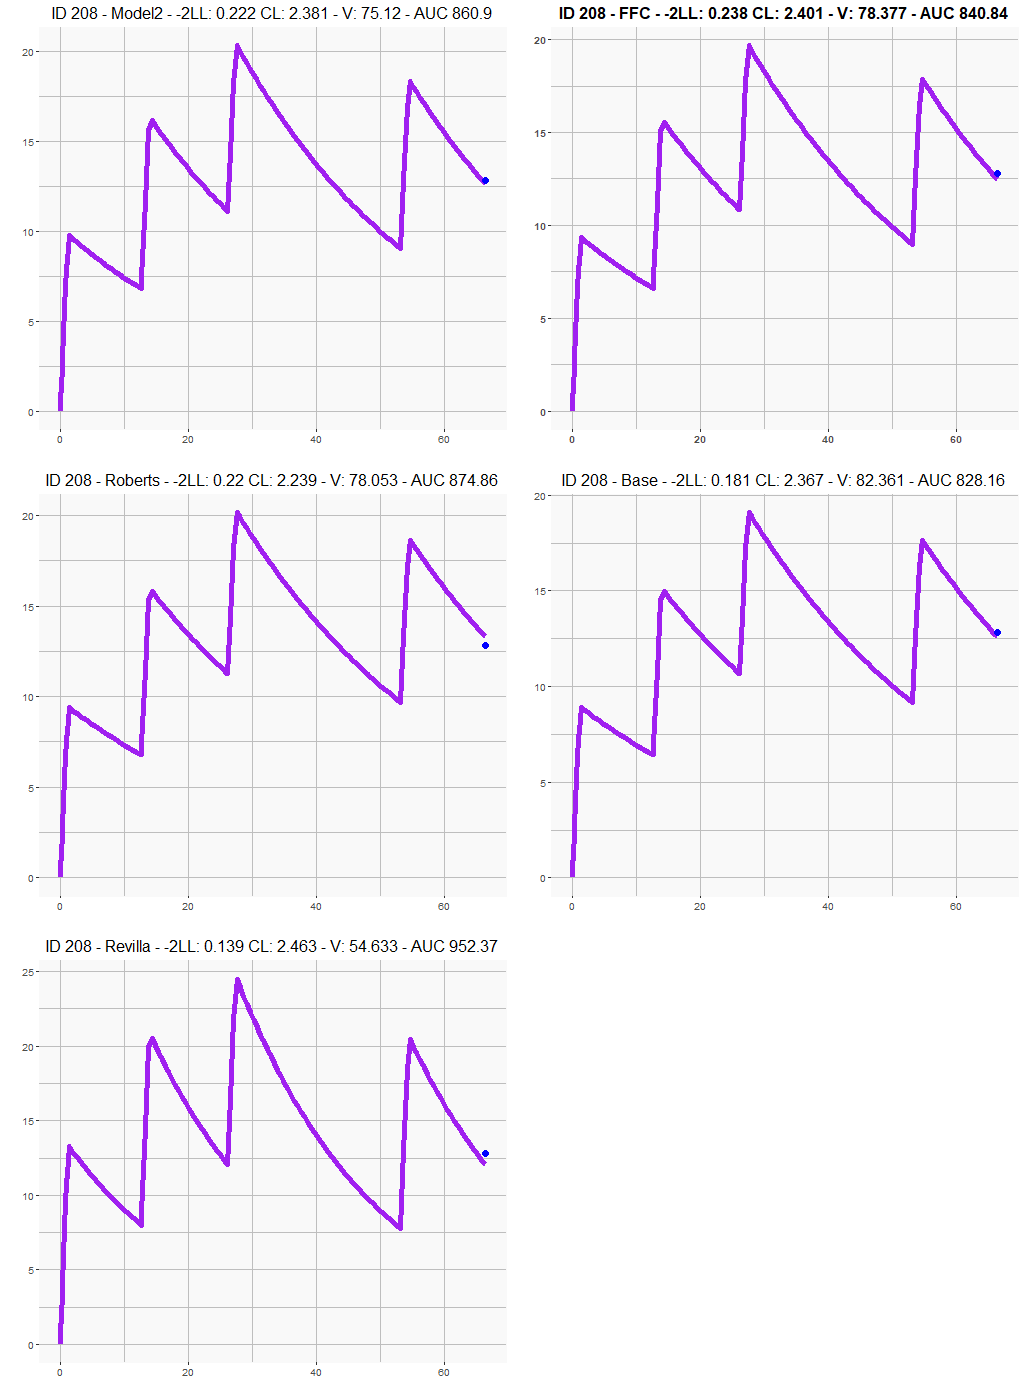 ID 208 - Model2 - -2LL: 0.222 CL: 2.381 - V: 75.12 - AUC 860.9
20
15
10
5
0
0 20 40 60
ID 208 - FFC - -2LL: 0.238 CL: 2.401 - V: 78.377 - AUC 840.84
20
15
10
5
0
0 20 40 60
ID 208 - Roberts - -2LL: 0.22 CL: 2.239 - V: 78.053 - AUC 874.86
20
15
10
5
0
0 20 40 60
ID 208 - Base - -2LL: 0.181 CL: 2.367 - V: 82.361 - AUC 828.16
20
15
10
5
0
0 20 40 60
ID 208 - Revilla - -2LL: 0.139 CL: 2.463 - V: 54.633 - AUC 952.37
25
20
15
10
5
0
0 20 40 60